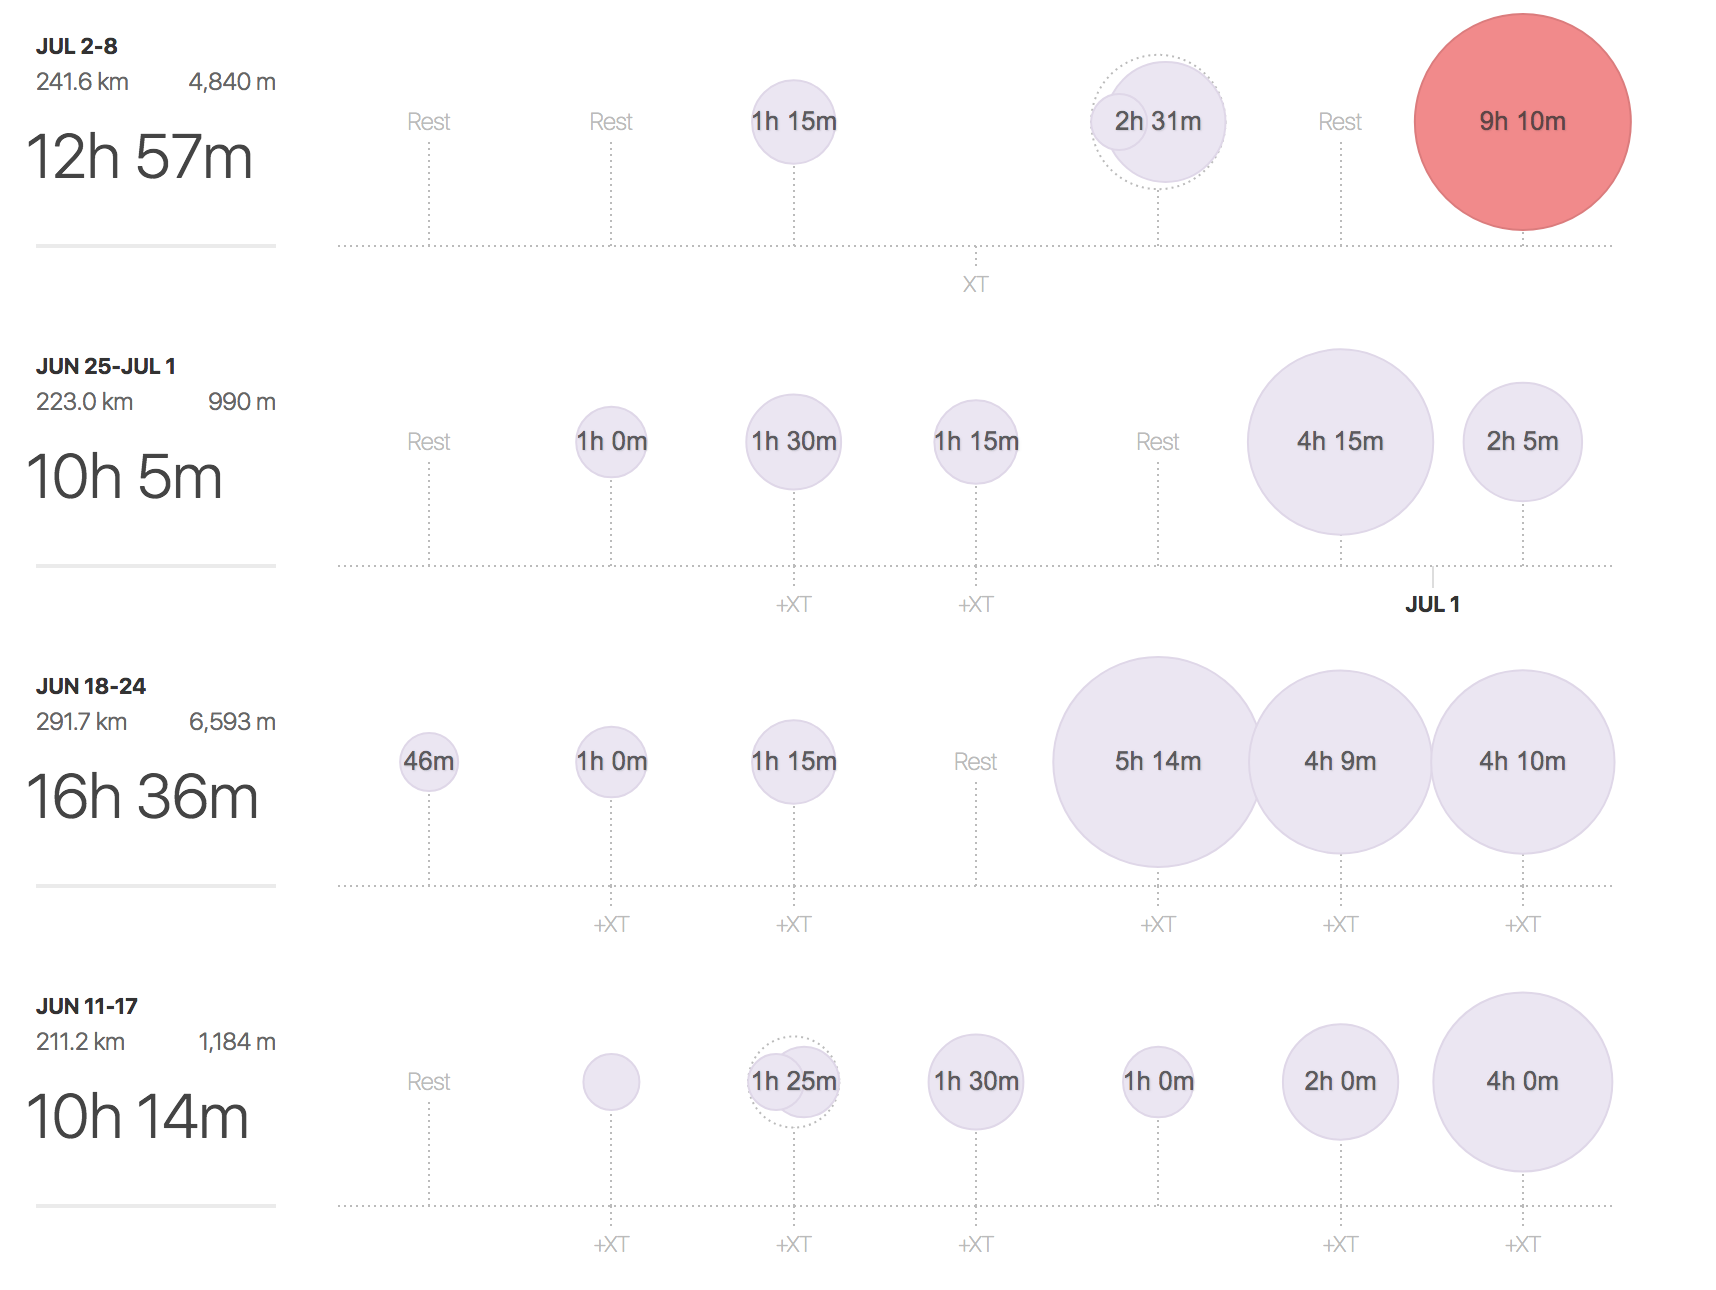 JUL 2-8
241.6 km 4,840 m
12h 57m
Rest Rest 1h 15m 2h 31m Rest 9h 10m
XT
JUN 25-JUL 1
223.0 km 990 m
10h 5m
Rest 1h 0m 1h 30m 1h 15m Rest 4h 15m 2h 5m
+XT +XT JUL 1
JUN 18-24
291.7 km 6,593 m
16h 36m
46m 1h 0m 1h 15m Rest 5h 14m 4h 9m 4h 10m
+XT +XT +XT +XT +XT
JUN 11-17
211.2 km 1,184 m
10h 14m
Rest 1h 25m 1h 30m 1h 0m 2h 0m 4h 0m
+XT +XT +XT +XT +XT